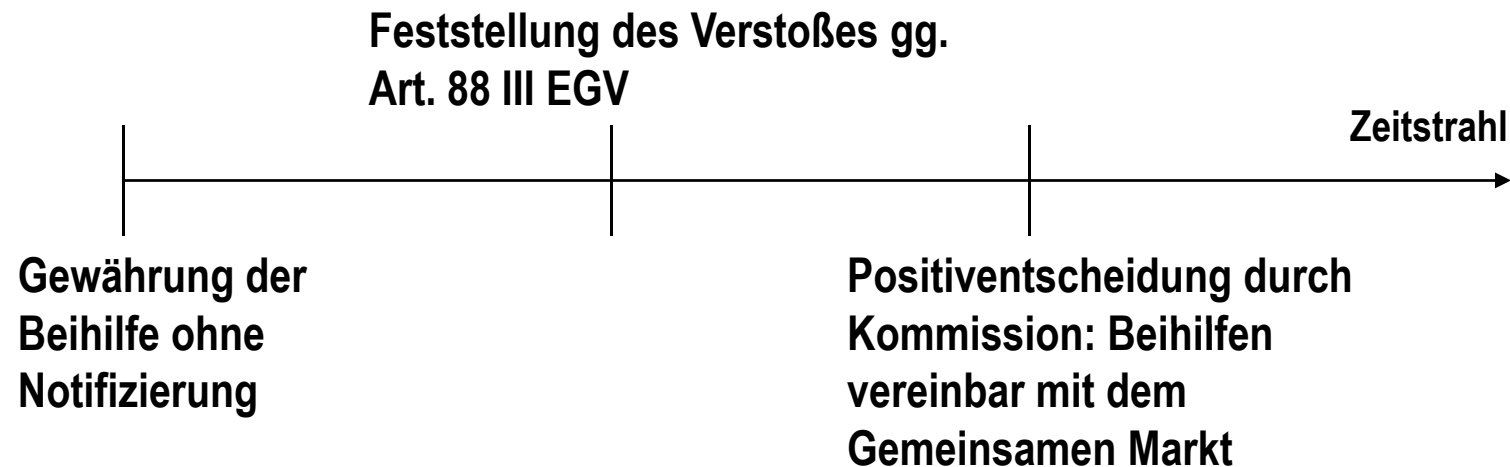 Feststellung des Verstoßes gg.
Art. 88 III EGV
Zeitstrahl
Gewährung der
Beihilfe ohne
Notifizierung
Positiventscheidung durch
Kommission: Beihilfen
vereinbar mit dem
Gemeinsamen Markt